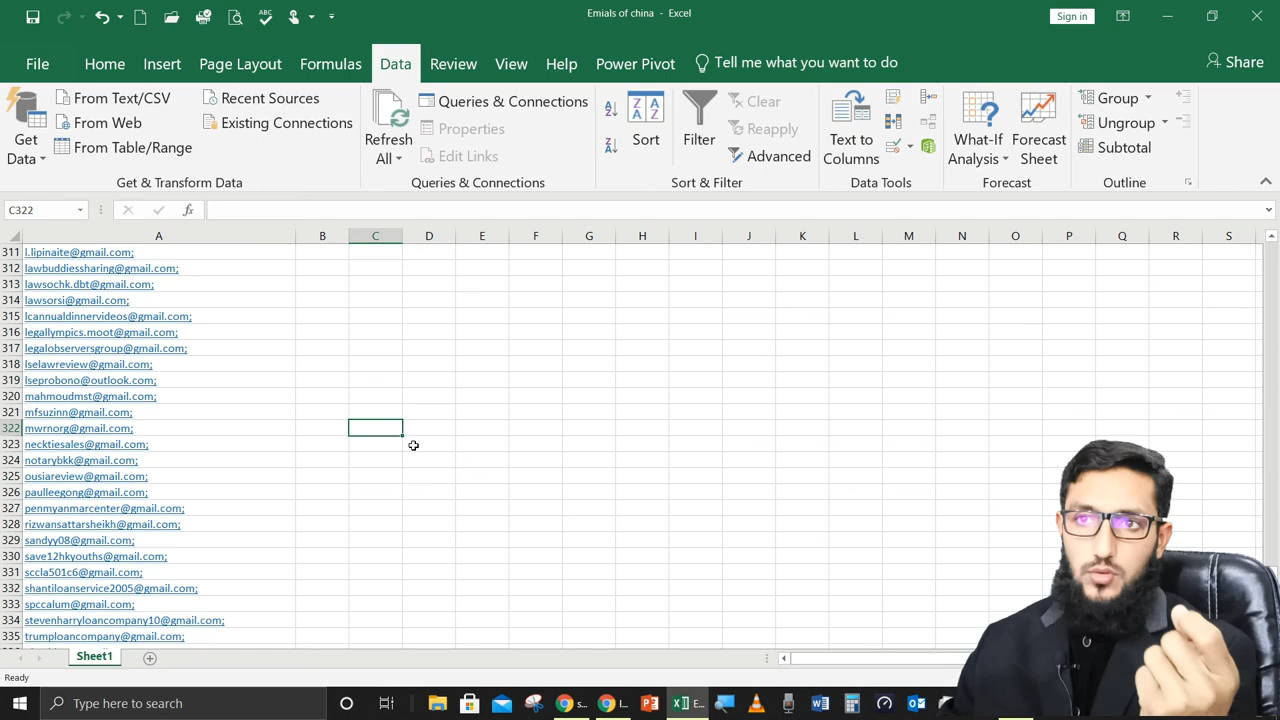 Emials of china - Excel
Sign in
File Home Insert Page Layout Formulas Data Review View Help Power Pivot Tell me what you want to do Share
Get Data
From Text/CSV
From Web
From Table/Range
Recent Sources
Existing Connections
Get & Transform Data
Refresh All
Queries & Connections
Properties
Edit Links
Queries & Connections
Sort
Filter
Clear
Reapply
Advanced
Sort & Filter
Text to Columns
Data Tools
What-If Analysis
Forecast Sheet
Forecast
Group
Ungroup
Subtotal
Outline
C322
A B C D E F G H I J K L M N O P Q R S
311 l.lipinaite@gmail.com;
312 lawbuddiessharing@gmail.com;
313 lawsochk.dbt@gmail.com;
314 lawsorsi@gmail.com;
315 lcannualdinnervideos@gmail.com;
316 legallympics.moot@gmail.com;
317 legalobserversgroup@gmail.com;
318 lselawreview@gmail.com;
319 lseprobono@outlook.com;
320 mahmoudmst@gmail.com;
321 mfsuzinn@gmail.com;
322 mwrnorg@gmail.com;
323 necktiesales@gmail.com;
324 notarybkk@gmail.com;
325 ousiareview@gmail.com;
326 paulleegong@gmail.com;
327 penmyanmarcenter@gmail.com;
328 rizwansattarsheikh@gmail.com;
329 sandyy08@gmail.com;
330 save12hkyouths@gmail.com;
331 sccla501c6@gmail.com;
332 shantiloanservice2005@gmail.com;
333 spccalum@gmail.com;
334 stevenharryloancompany10@gmail.com;
335 trumploancompany@gmail.com;
Sheet1
Ready
Type here to search